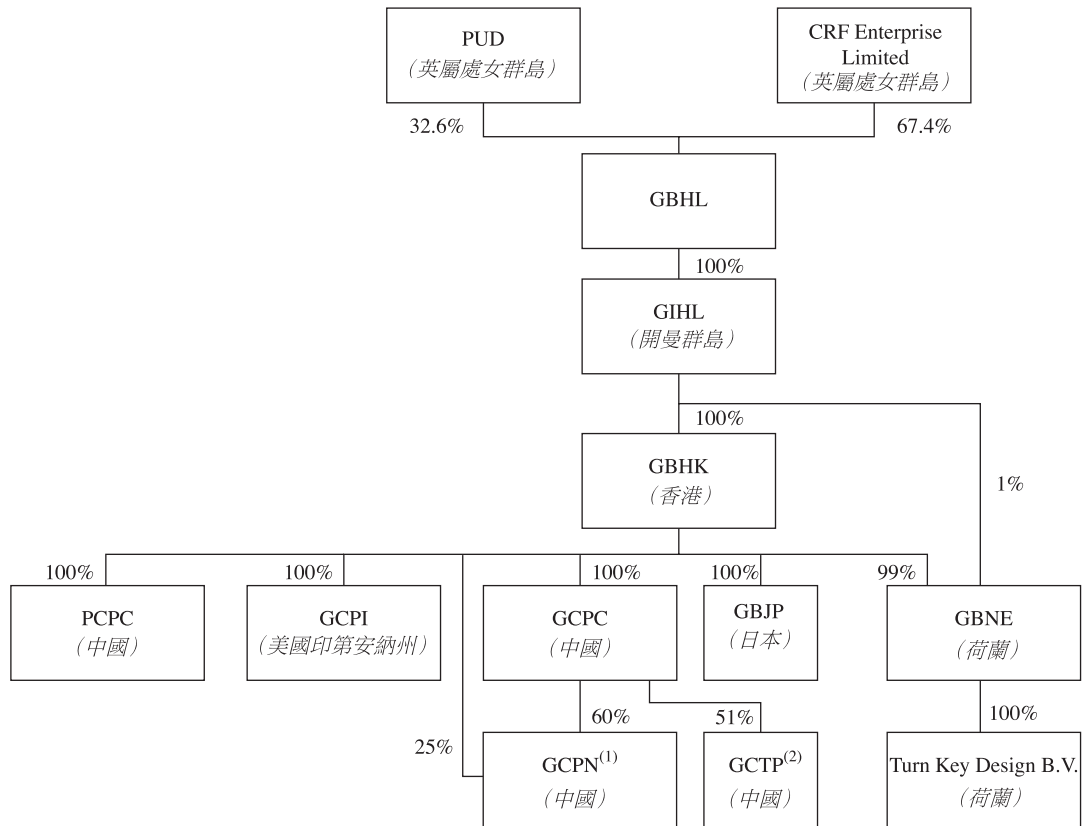 PUD
（英屬處女群島）
CRF Enterprise
Limited
（英屬處女群島）
32.6%
67.4%
GBHL
100%
GIHL
（開曼群島）
100%
GBHK
（香港）
1%
100%
100%
100%
100%
99%
PCPC
（中國）
GCPI
（美國印第安納州）
GCPC
（中國）
GBJP
（日本）
GBNE
（荷蘭）
25%
60%
51%
100%
GCPN(1)
（中國）
GCTP(2)
（中國）
Turn Key Design B.V.
（荷蘭）